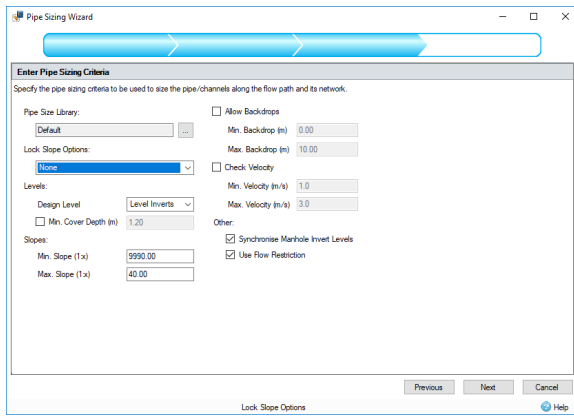 Pipe Sizing Wizard
Enter Pipe Sizing Criteria
Specify the pipe sizing criteria to be used to size the pipe/channels along the flow path and its network.
Pipe Size Library:
Default
...
Lock Slope Options:
None
Levels:
Design Level
Level Inverts
Min. Cover Depth (m)
1.20
Slopes:
Min. Slope (1:x)
9990.00
Max. Slope (1:x)
40.00
Allow Backdrops
Min. Backdrop (m)
0.00
Max. Backdrop (m)
10.00
Check Velocity
Min. Velocity (m/s)
1.0
Max. Velocity (m/s)
3.0
Other:
Synchronise Manhole Invert Levels
Use Flow Restriction
Previous
Next
Cancel
Lock Slope Options
Help